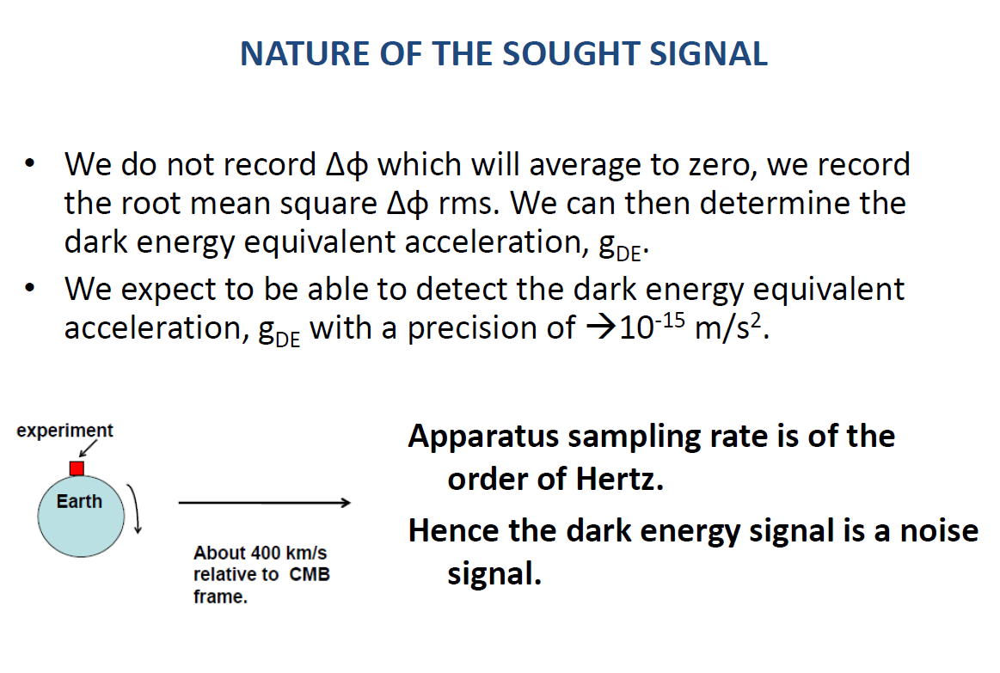 NATURE OF THE SOUGHT SIGNAL
• We do not record Δϕ which will average to zero, we record
the root mean square Δϕ rms. We can then determine the
dark energy equivalent acceleration, g_DE.
• We expect to be able to detect the dark energy equivalent
acceleration, g_DE with a precision of →10⁻¹⁵ m/s².
experiment
Earth
About 400 km/s
relative to CMB
frame.
Apparatus sampling rate is of the
order of Hertz.
Hence the dark energy signal is a noise
signal.